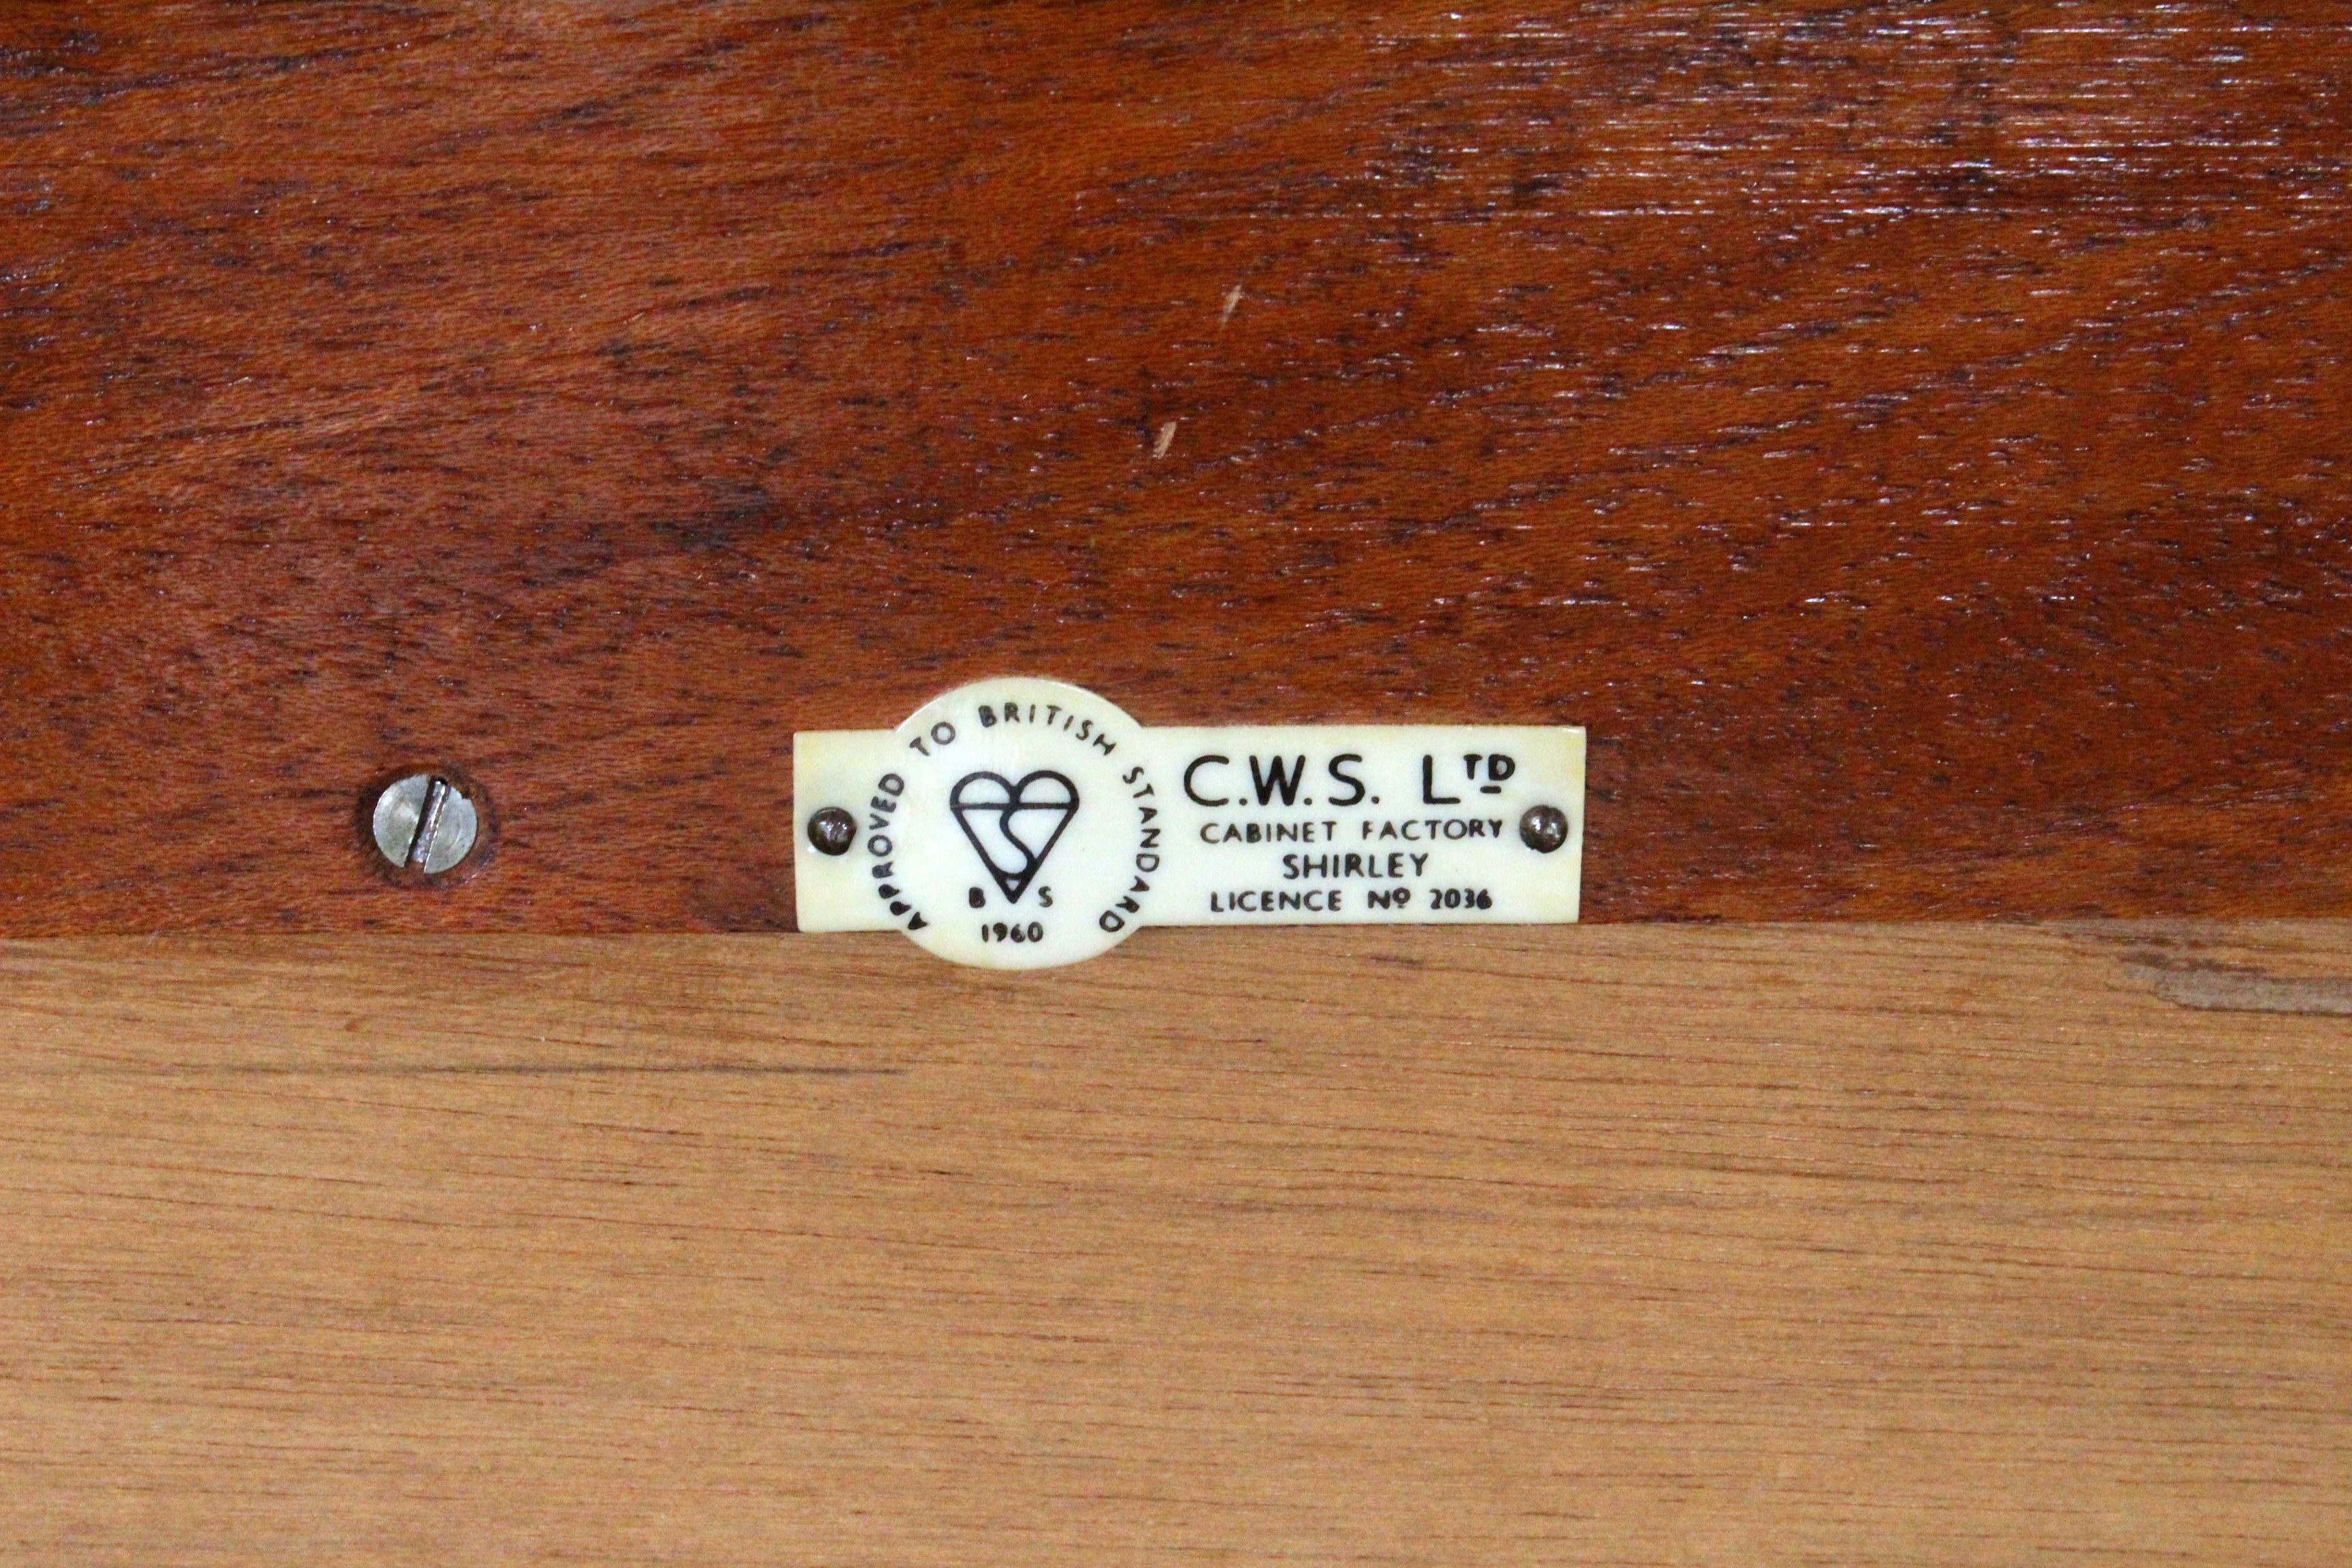 APPROVED TO BRITISH STANDARD
B S
1960
C.W.S. LTD
CABINET FACTORY
SHIRLEY
LICENCE Nº 2036